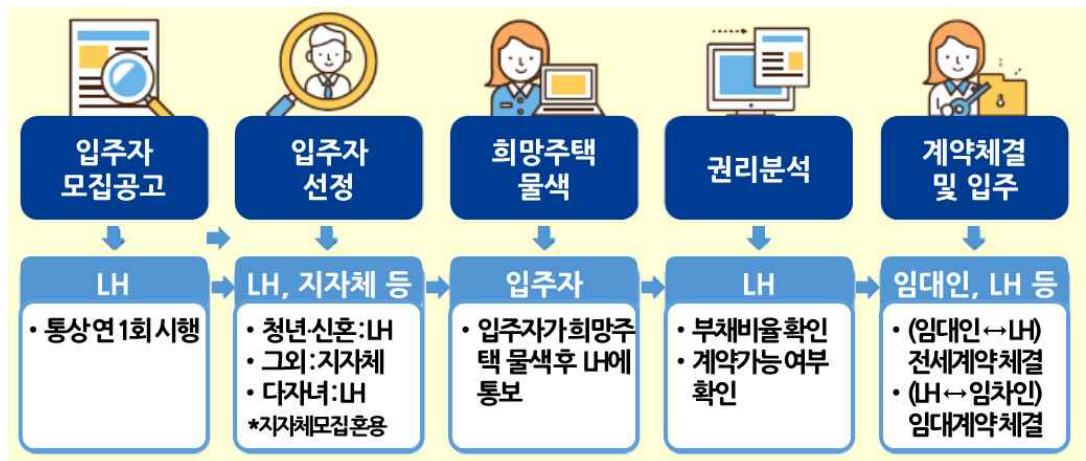 입주자
모집공고
입주자
선정
희망주택
물색
권리분석
계약체결
및 입주
LH
• 통상 연 1회 시행
LH, 지자체 등
• 청년·신혼 : LH
• 그외 : 지자체
• 다자녀 : LH
*지자체모집 혼용
입주자
• 입주자가 희망주
택 물색 후 LH에
통보
LH
• 부채비율 확인
• 계약가능 여부
확인
임대인, LH 등
• (임대인↔LH)
전세계약 체결
• (LH↔임차인)
임대계약 체결